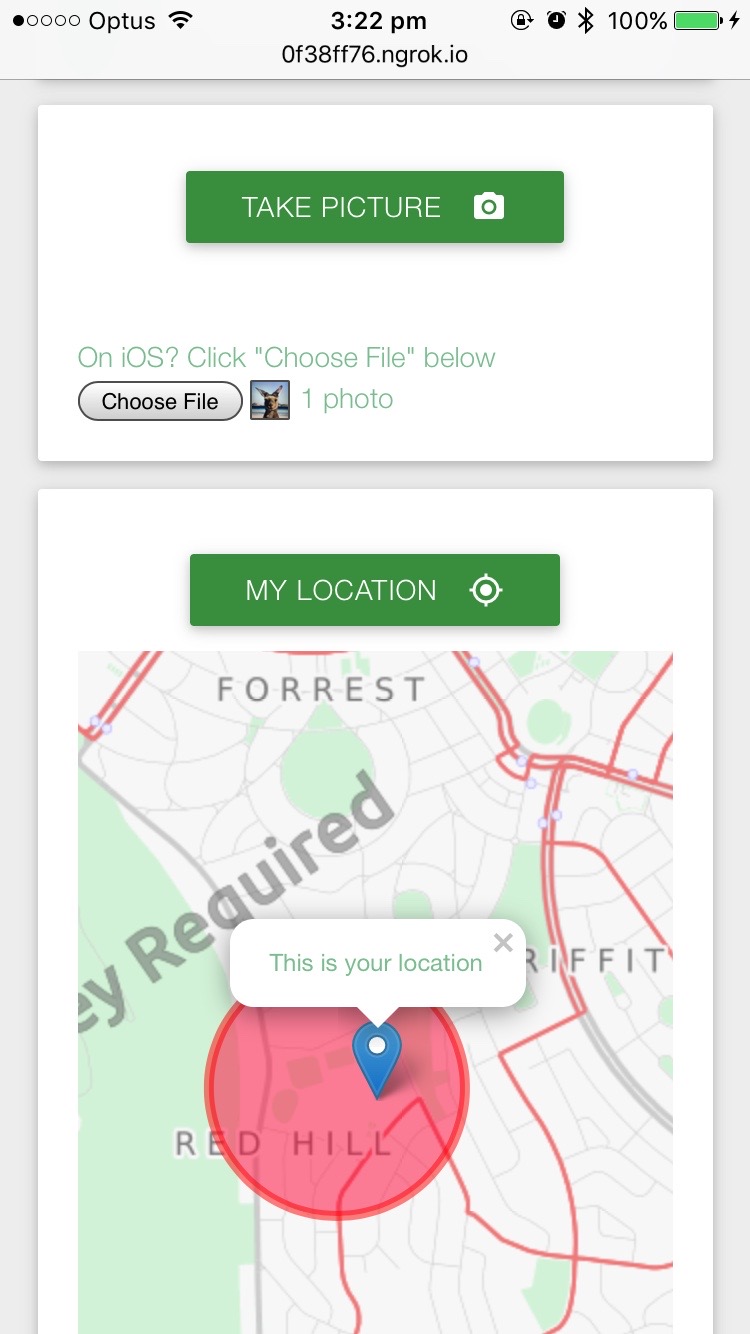 Optus 3:22 pm 100%
0f38ff76.ngrok.io
TAKE PICTURE
On iOS? Click "Choose File" below
Choose File 1 photo
MY LOCATION
FORREST
ey Required
This is your location
RIFFIT
RED HILL